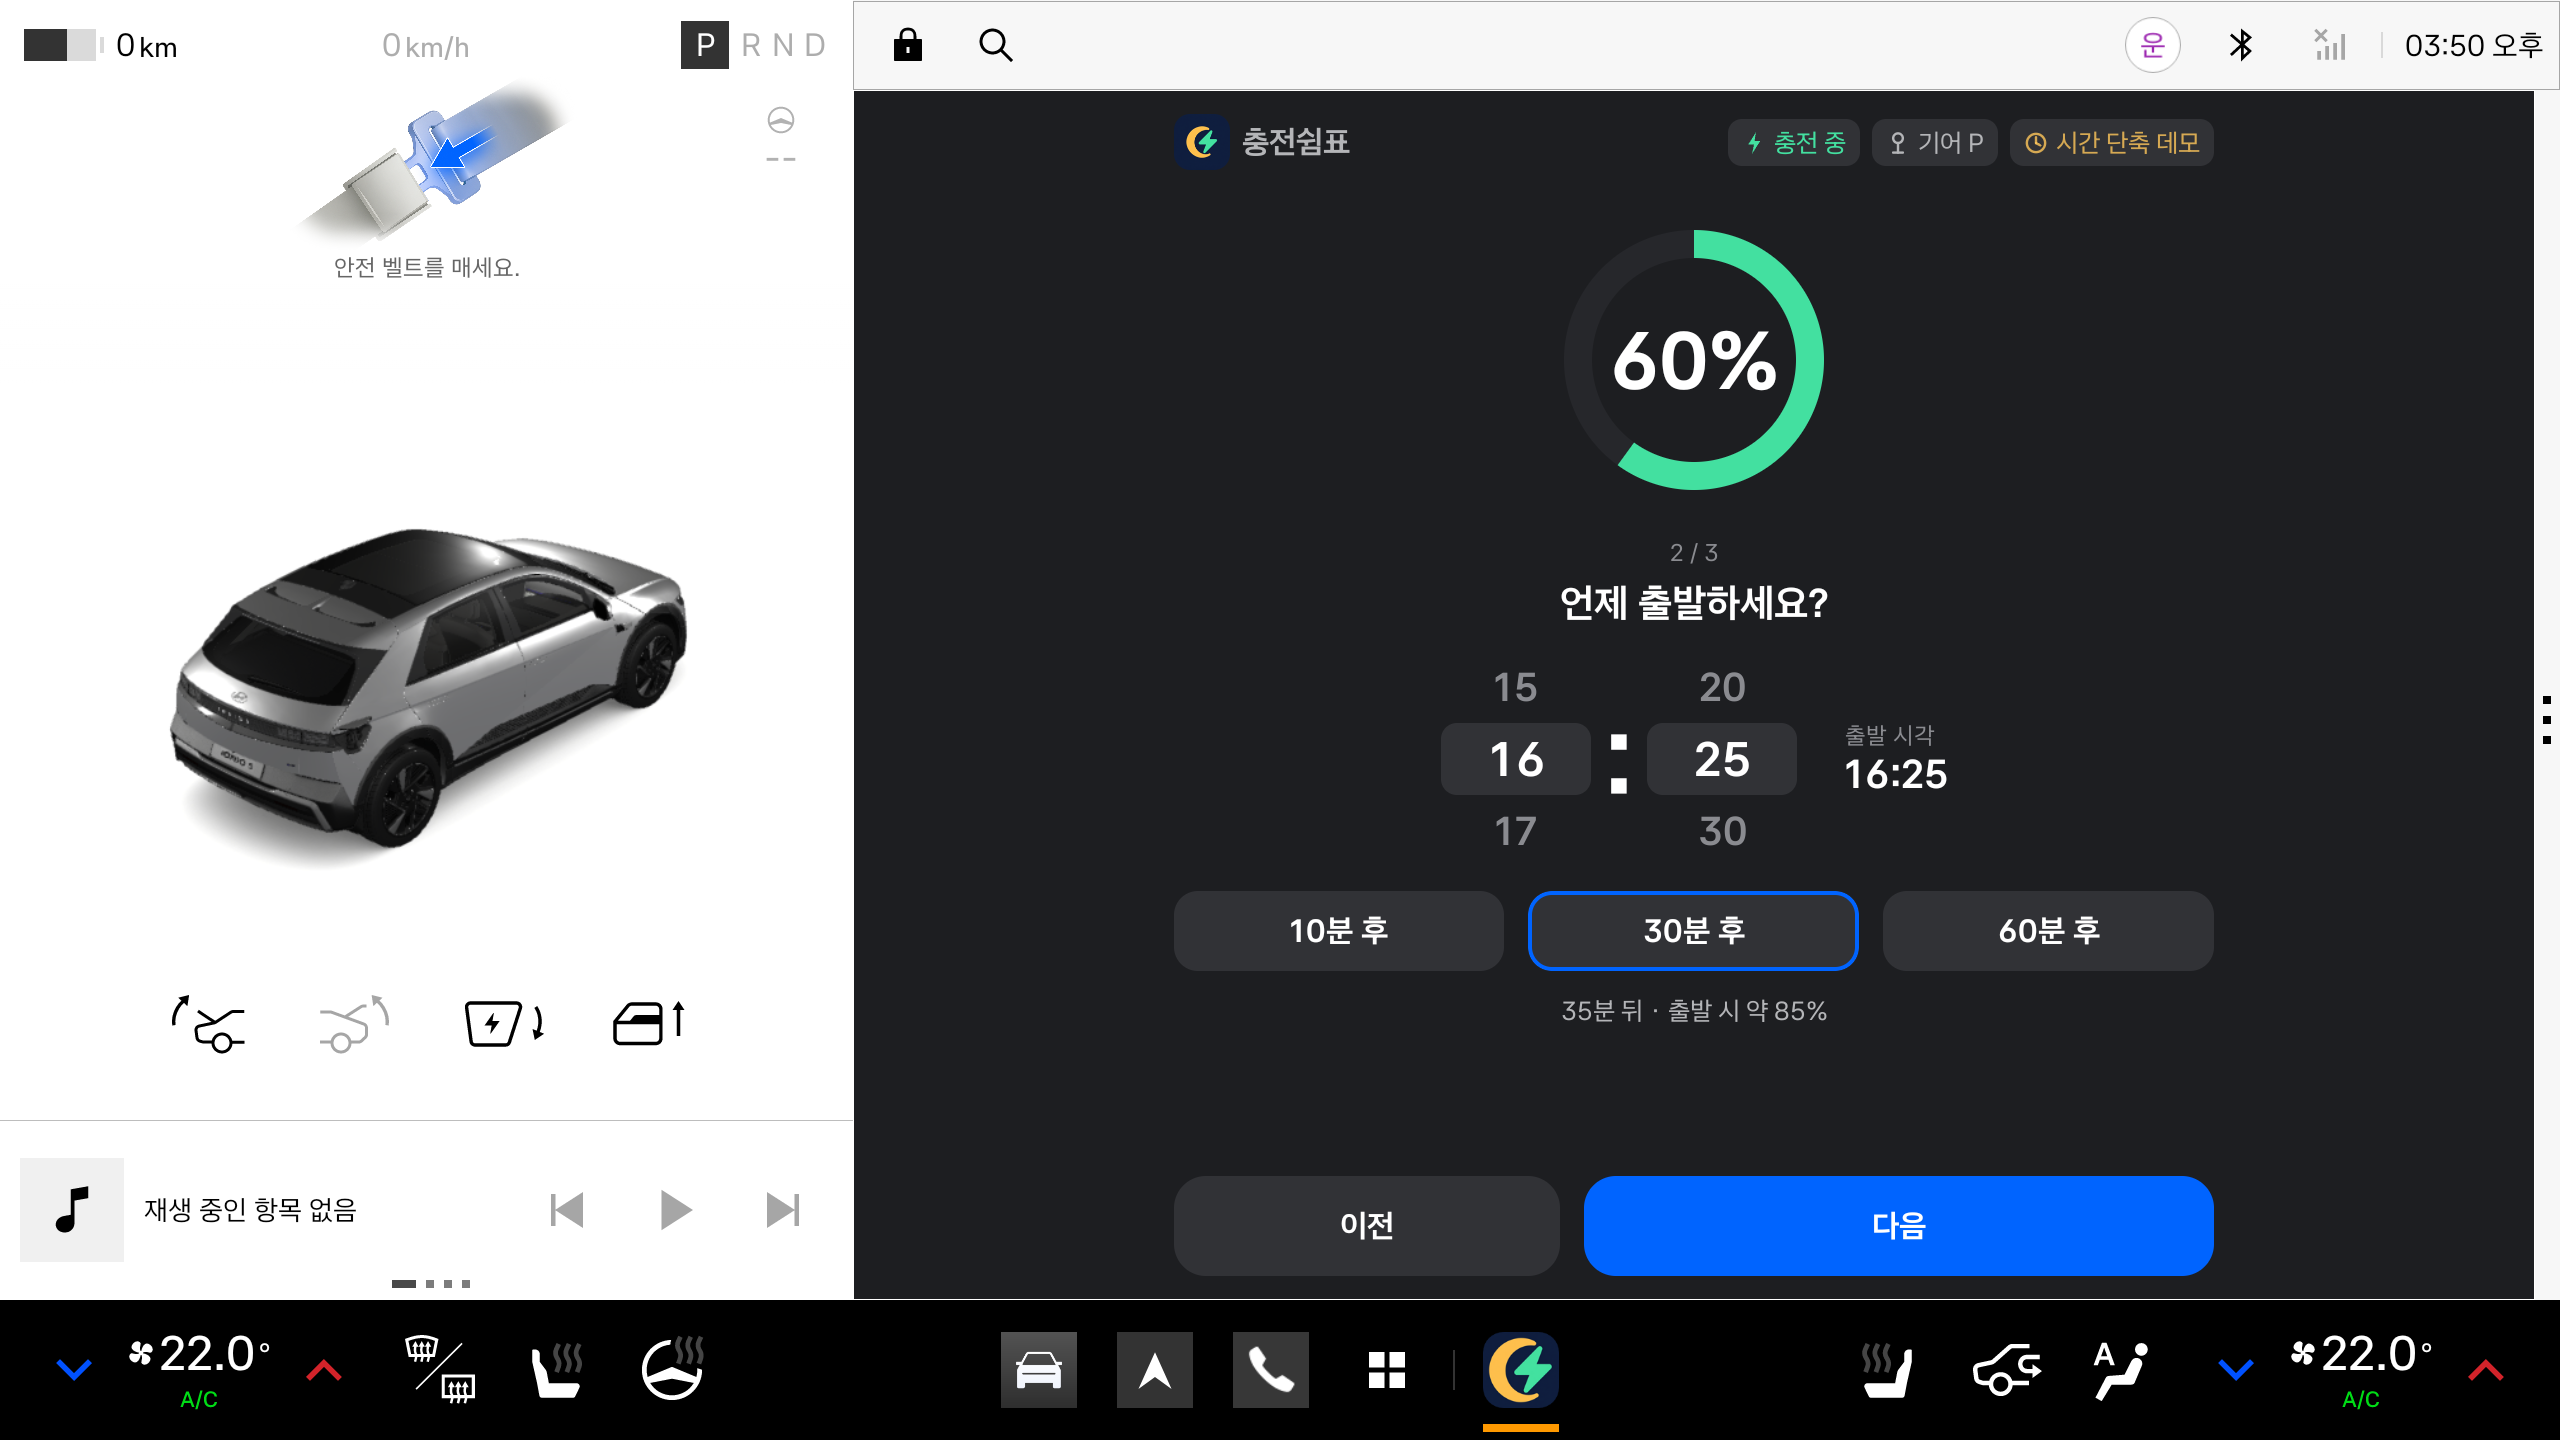 0 km
0 km/h
P R N D
안전 벨트를 매세요.
--
IONIQ 5
재생 중인 항목 없음
운
03:50 오후
충전쉼표
충전 중
기어 P
시간 단축 데모
60%
2 / 3
언제 출발하세요?
15 20
16 : 25
17 30
출발 시각
16:25
10분 후
30분 후
60분 후
35분 뒤 · 출발 시 약 85%
이전
다음
22.0°
A/C
A
22.0°
A/C